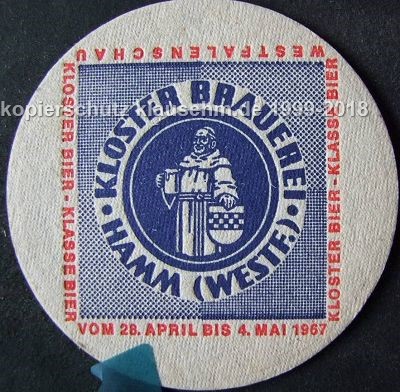 WESTFALENSCHAU
KLOSTER BIER - KLASSE BIER
KLOSTER BRAUEREI
• HAMM (WESTF.) •
KLOSTER BIER - KLASSE BIER
VOM 28. APRIL BIS 4. MAI 1967
kopierschutz klausehm.de 1999-2018